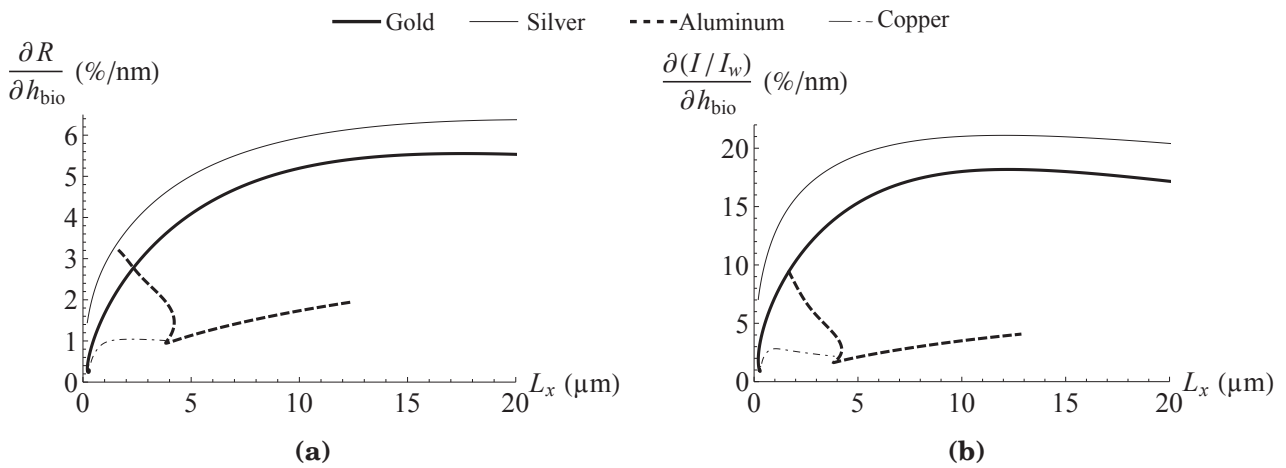 Gold Silver Aluminum Copper
∂R/∂h_bio (%/nm)
6
5
4
3
2
1
0
0 5 10 15 20
L_x (μm)
(a)
∂(I/I_w)/∂h_bio (%/nm)
20
15
10
5
0
0 5 10 15 20
L_x (μm)
(b)